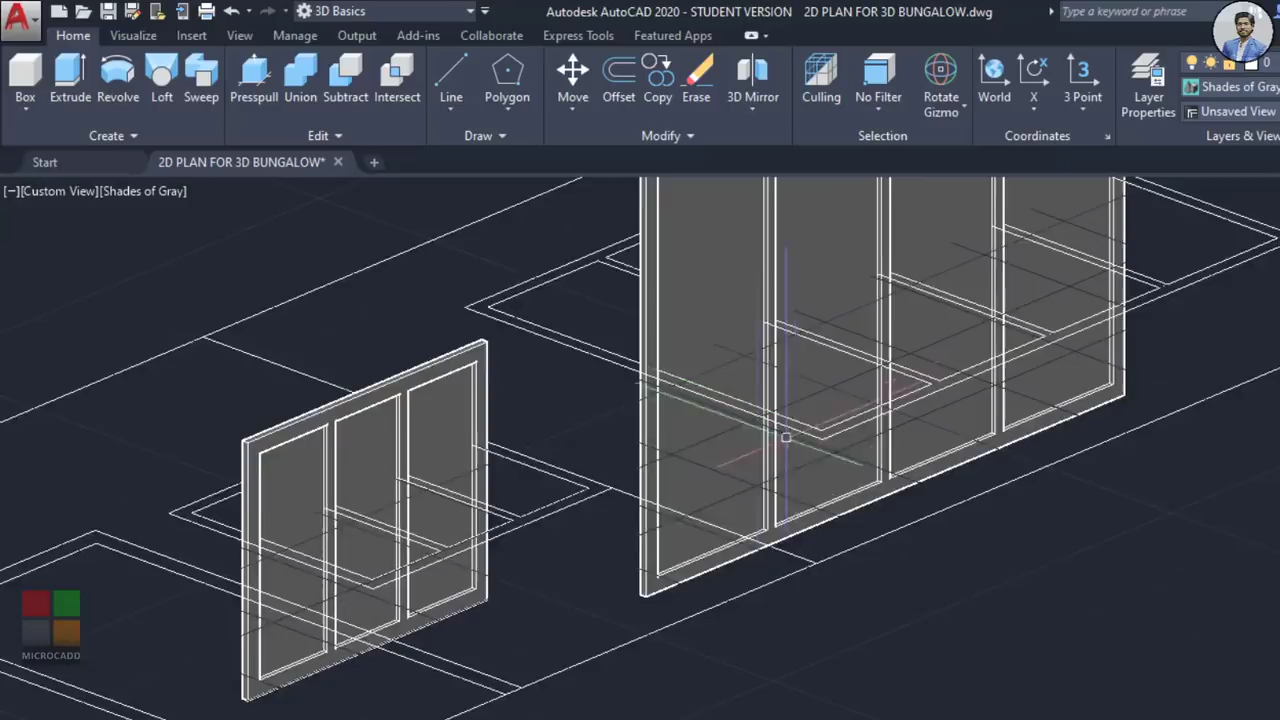 3D Basics
Autodesk AutoCAD 2020 - STUDENT VERSION 2D PLAN FOR 3D BUNGALOW.dwg
Type a keyword or phrase
Home Visualize Insert View Manage Output Add-ins Collaborate Express Tools Featured Apps
Box Extrude Revolve Loft Sweep Presspull Union Subtract Intersect Line Polygon Move Offset Copy Erase 3D Mirror Culling No Filter Rotate Gizmo World X 3 Point Layer Properties
0
Shades of Gray
Unsaved View
Create Edit Draw Modify Selection Coordinates Layers & View
Start 2D PLAN FOR 3D BUNGALOW*
[−][Custom View][Shades of Gray]
MICROCADD